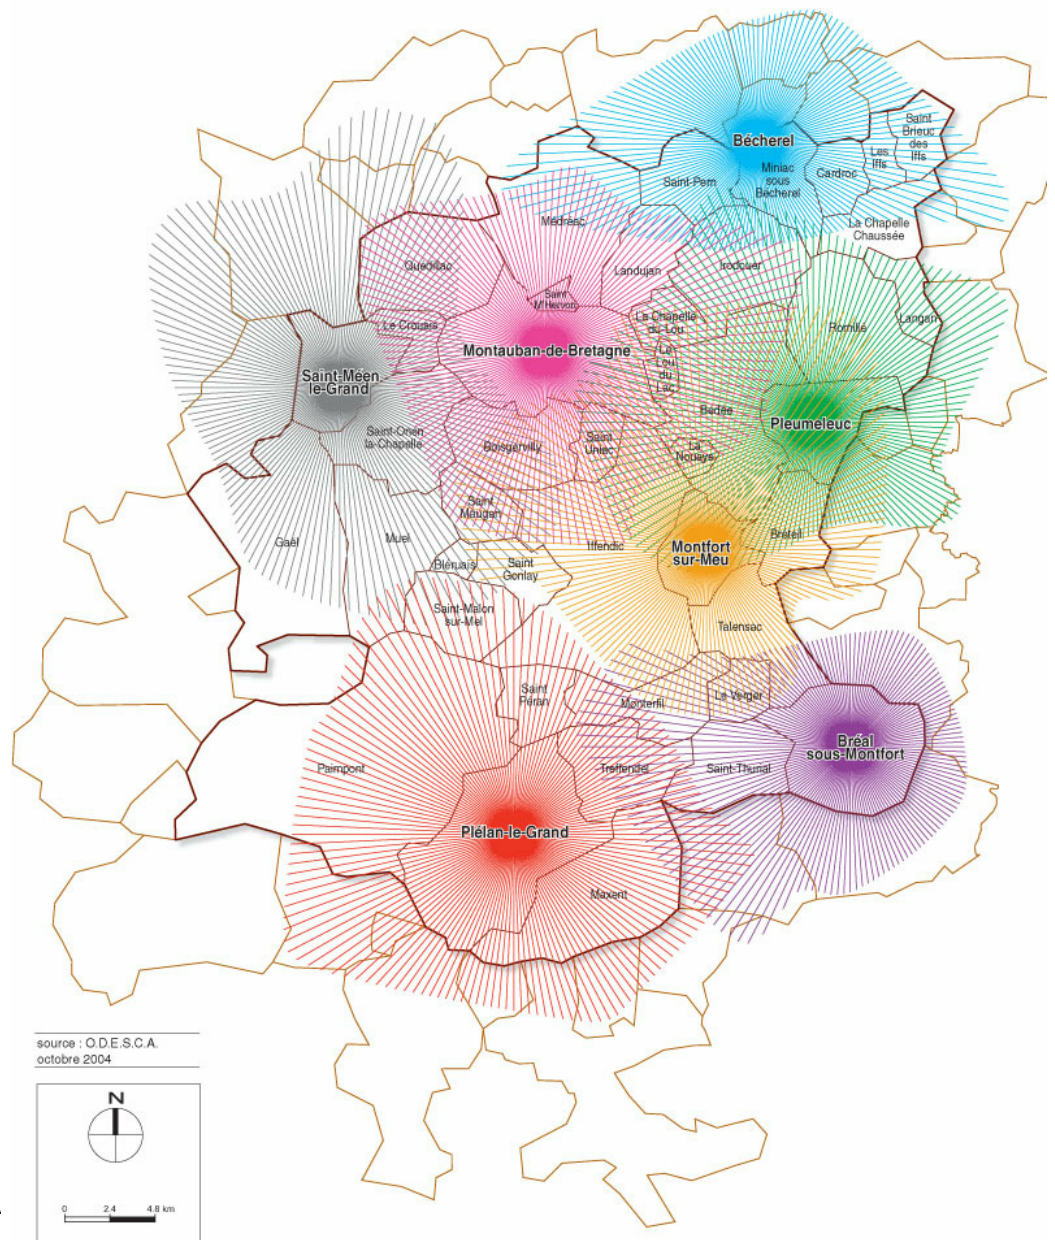 Bécherel
Saint
Brieuc
des
Iffs
Les
Iffs
Saint-Pern
Miniac
sous
Bécherel
Cardroc
La Chapelle
Chaussée
Médréac
Quédillac
Landujan
Irodouer
Saint
M'Hervon
Le Crouais
La Chapelle
du Lou
Romillé
Langan
Montauban-de-Bretagne
Le
Lou
du
Lac
Saint-Méen
le-Grand
Bédée
Pleumeleuc
Saint-Onen
la-Chapelle
Boisgervilly
Saint
Uniac
La
Nouaye
Saint
Maugan
Gaël
Muel
Iffendic
Montfort
sur-Meu
Breteil
Bléruais
Saint
Gonlay
Saint-Malon
sur-Mel
Talensac
Saint
Péran
Monterfil
Le Verger
Bréal
sous-Montfort
Paimpont
Treffendel
Saint-Thurial
Plélan-le-Grand
Maxent
source : O.D.E.S.C.A.
octobre 2004
N
0 2.4 4.8 km